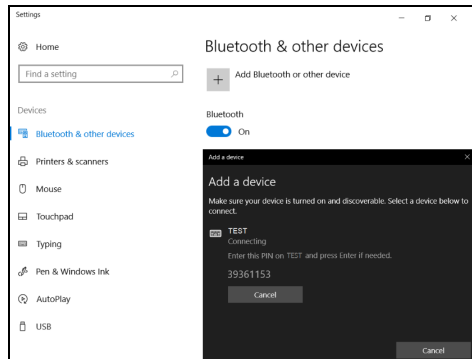 Settings
Home
Find a setting
Devices
Bluetooth & other devices
Printers & scanners
Mouse
Touchpad
Typing
Pen & Windows Ink
AutoPlay
USB
Bluetooth & other devices
Add Bluetooth or other device
Bluetooth
On
Add a device
Add a device
Make sure your device is turned on and discoverable. Select a device below to
connect.
TEST
Connecting
Enter this PIN on TEST and press Enter if needed.
39361153
Cancel
Cancel